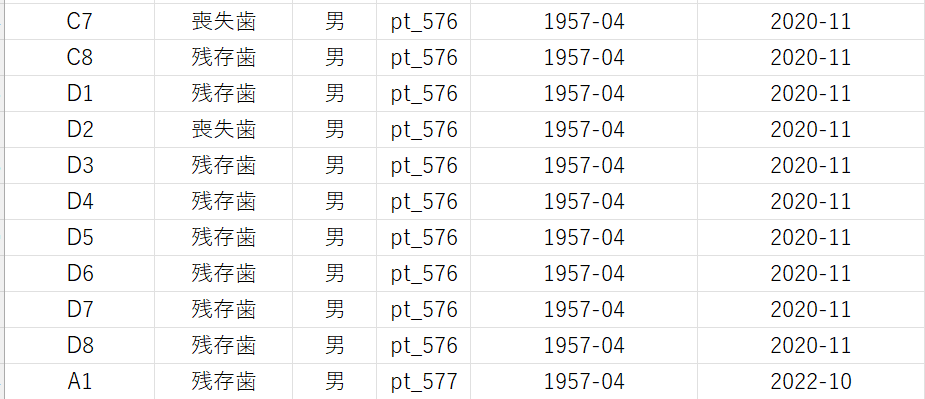 C7 喪失歯 男 pt_576 1957-04 2020-11
C8 残存歯 男 pt_576 1957-04 2020-11
D1 残存歯 男 pt_576 1957-04 2020-11
D2 喪失歯 男 pt_576 1957-04 2020-11
D3 残存歯 男 pt_576 1957-04 2020-11
D4 残存歯 男 pt_576 1957-04 2020-11
D5 残存歯 男 pt_576 1957-04 2020-11
D6 残存歯 男 pt_576 1957-04 2020-11
D7 残存歯 男 pt_576 1957-04 2020-11
D8 残存歯 男 pt_576 1957-04 2020-11
A1 残存歯 男 pt_577 1957-04 2022-10